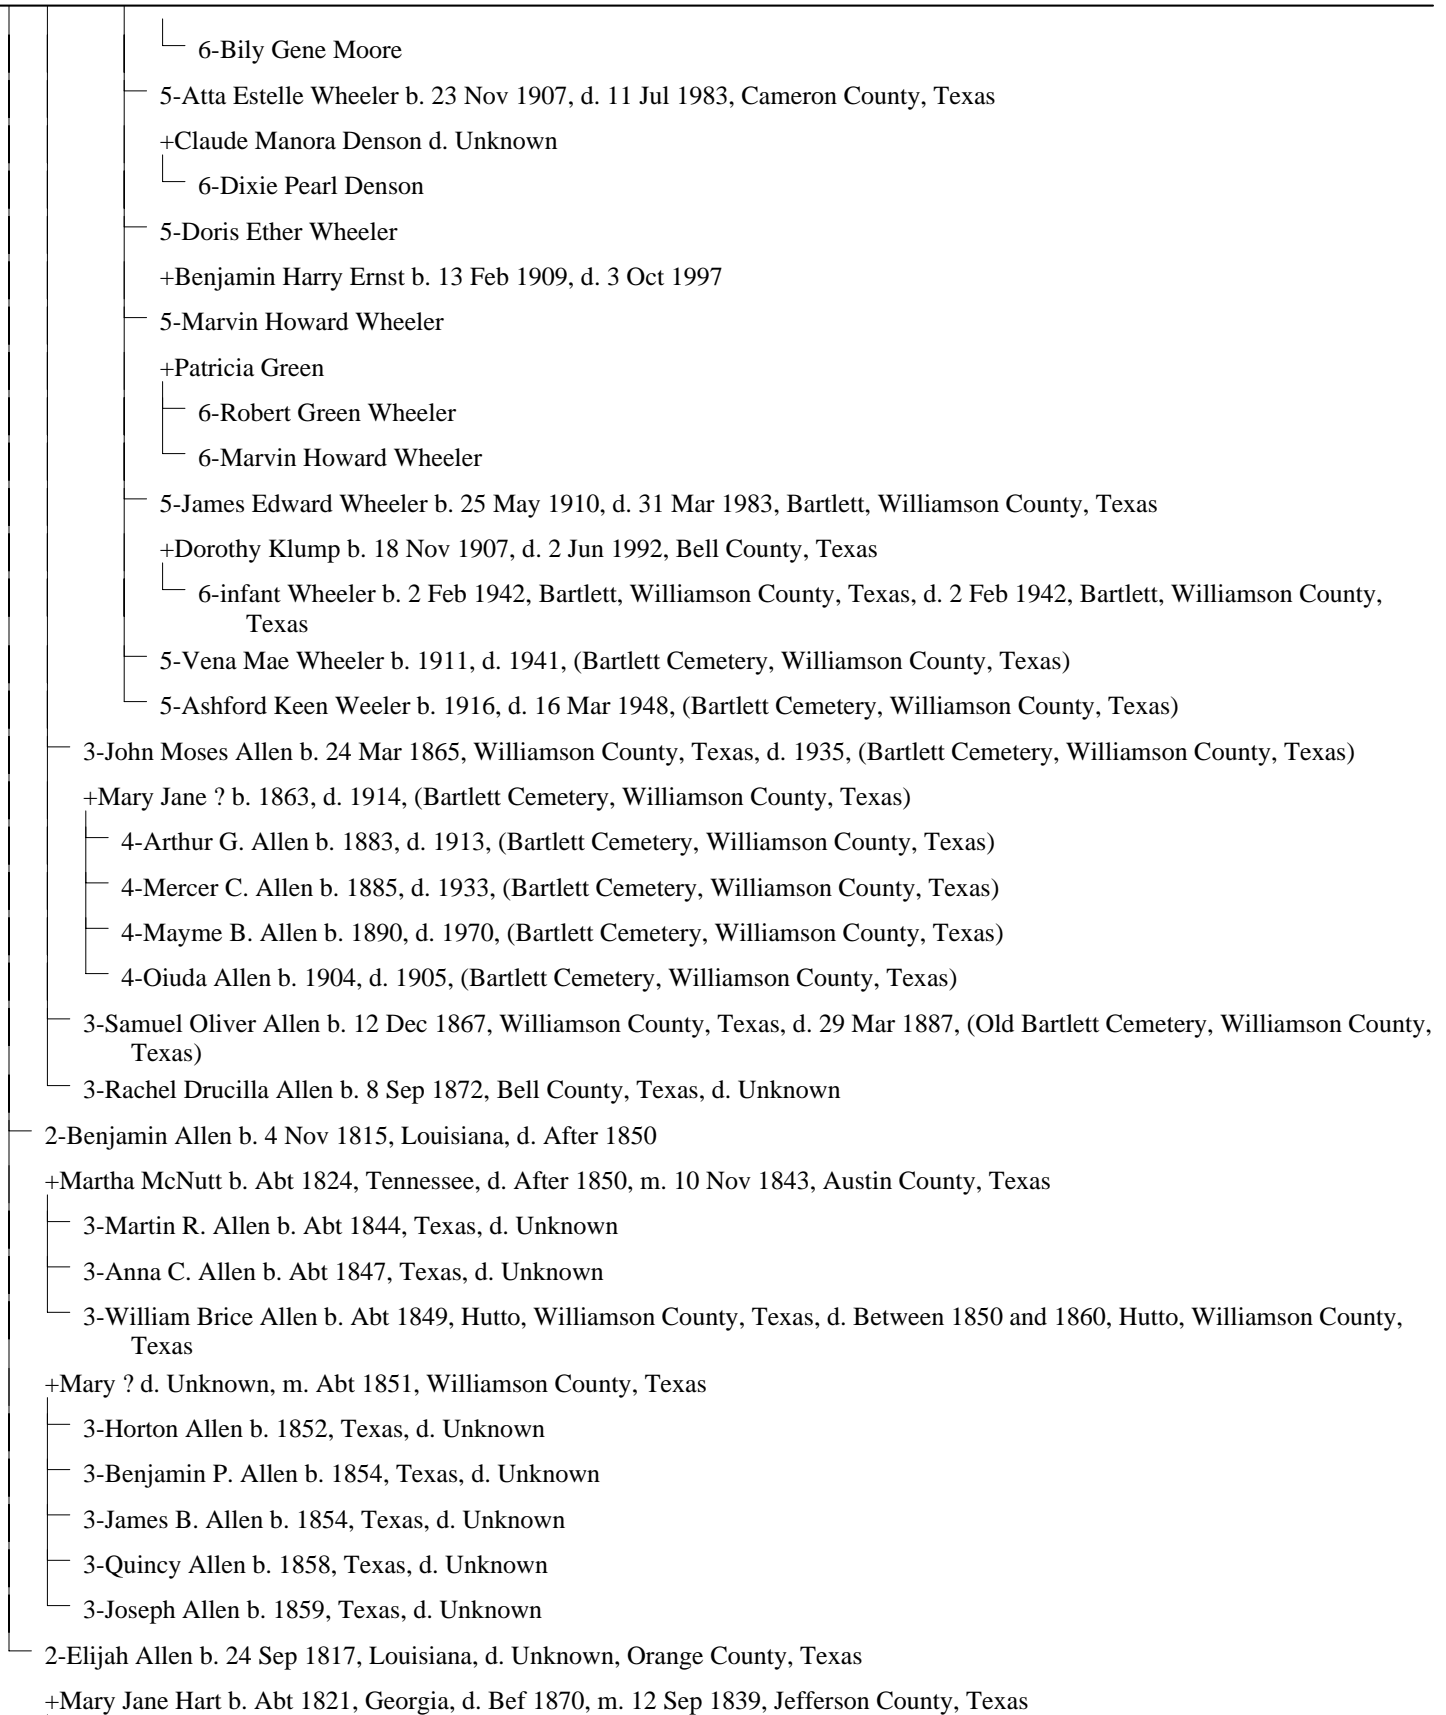 6-Bily Gene Moore
5-Atta Estelle Wheeler b. 23 Nov 1907, d. 11 Jul 1983, Cameron County, Texas
+Claude Manora Denson d. Unknown
6-Dixie Pearl Denson
5-Doris Ether Wheeler
+Benjamin Harry Ernst b. 13 Feb 1909, d. 3 Oct 1997
5-Marvin Howard Wheeler
+Patricia Green
6-Robert Green Wheeler
6-Marvin Howard Wheeler
5-James Edward Wheeler b. 25 May 1910, d. 31 Mar 1983, Bartlett, Williamson County, Texas
+Dorothy Klump b. 18 Nov 1907, d. 2 Jun 1992, Bell County, Texas
6-infant Wheeler b. 2 Feb 1942, Bartlett, Williamson County, Texas, d. 2 Feb 1942, Bartlett, Williamson County,
Texas
5-Vena Mae Wheeler b. 1911, d. 1941, (Bartlett Cemetery, Williamson County, Texas)
5-Ashford Keen Weeler b. 1916, d. 16 Mar 1948, (Bartlett Cemetery, Williamson County, Texas)
3-John Moses Allen b. 24 Mar 1865, Williamson County, Texas, d. 1935, (Bartlett Cemetery, Williamson County, Texas)
+Mary Jane ? b. 1863, d. 1914, (Bartlett Cemetery, Williamson County, Texas)
4-Arthur G. Allen b. 1883, d. 1913, (Bartlett Cemetery, Williamson County, Texas)
4-Mercer C. Allen b. 1885, d. 1933, (Bartlett Cemetery, Williamson County, Texas)
4-Mayme B. Allen b. 1890, d. 1970, (Bartlett Cemetery, Williamson County, Texas)
4-Oiuda Allen b. 1904, d. 1905, (Bartlett Cemetery, Williamson County, Texas)
3-Samuel Oliver Allen b. 12 Dec 1867, Williamson County, Texas, d. 29 Mar 1887, (Old Bartlett Cemetery, Williamson County,
Texas)
3-Rachel Drucilla Allen b. 8 Sep 1872, Bell County, Texas, d. Unknown
2-Benjamin Allen b. 4 Nov 1815, Louisiana, d. After 1850
+Martha McNutt b. Abt 1824, Tennessee, d. After 1850, m. 10 Nov 1843, Austin County, Texas
3-Martin R. Allen b. Abt 1844, Texas, d. Unknown
3-Anna C. Allen b. Abt 1847, Texas, d. Unknown
3-William Brice Allen b. Abt 1849, Hutto, Williamson County, Texas, d. Between 1850 and 1860, Hutto, Williamson County,
Texas
+Mary ? d. Unknown, m. Abt 1851, Williamson County, Texas
3-Horton Allen b. 1852, Texas, d. Unknown
3-Benjamin P. Allen b. 1854, Texas, d. Unknown
3-James B. Allen b. 1854, Texas, d. Unknown
3-Quincy Allen b. 1858, Texas, d. Unknown
3-Joseph Allen b. 1859, Texas, d. Unknown
2-Elijah Allen b. 24 Sep 1817, Louisiana, d. Unknown, Orange County, Texas
+Mary Jane Hart b. Abt 1821, Georgia, d. Bef 1870, m. 12 Sep 1839, Jefferson County, Texas